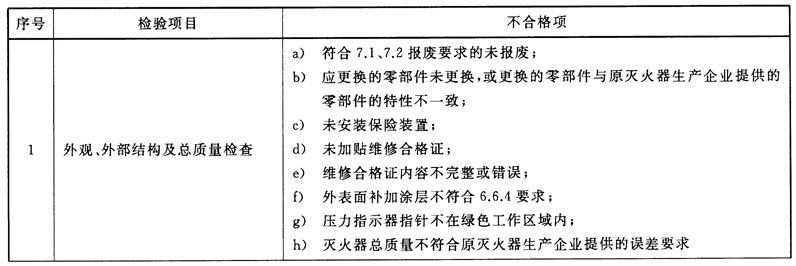 序号 检验项目 不合格项
a) 符合7.1、7.2报废要求的未报废；
b) 应更换的零部件未更换，或更换的零部件与原灭火器生产企业提供的
零部件的特性不一致；
c) 未安装保险装置；
1 外观、外部结构及总质量检查 d) 未加贴维修合格证；
e) 维修合格证内容不完整或错误；
f) 外表面补加涂层不符合6.6.4要求；
g) 压力指示器指针不在绿色工作区域内；
h) 灭火器总质量不符合原灭火器生产企业提供的误差要求